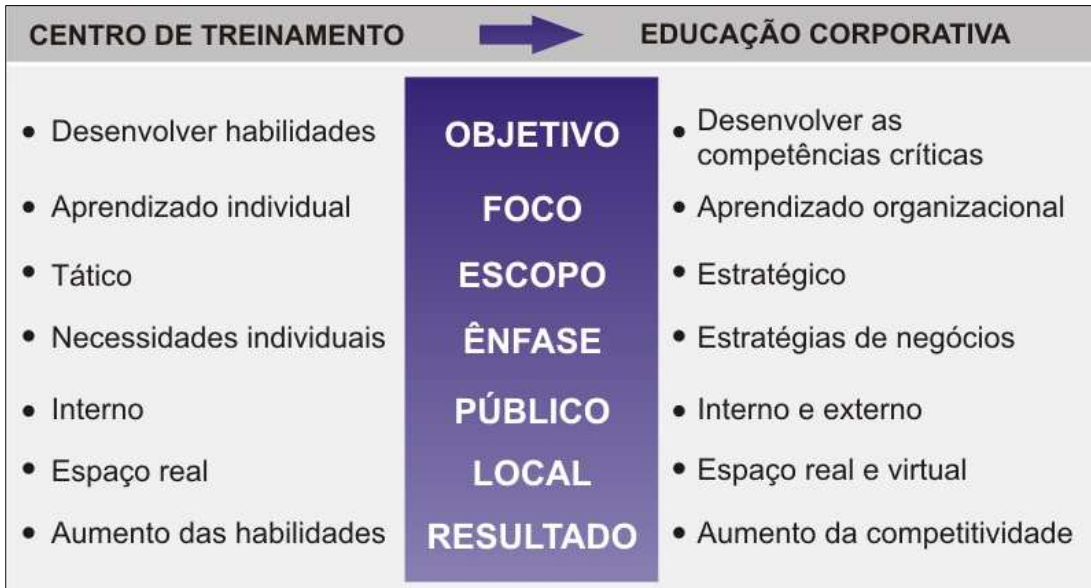 CENTRO DE TREINAMENTO EDUCAÇÃO CORPORATIVA
• Desenvolver habilidades OBJETIVO • Desenvolver as
competências críticas
• Aprendizado individual FOCO • Aprendizado organizacional
• Tático ESCOPO • Estratégico
• Necessidades individuais ÊNFASE • Estratégias de negócios
• Interno PÚBLICO • Interno e externo
• Espaço real LOCAL • Espaço real e virtual
• Aumento das habilidades RESULTADO • Aumento da competitividade